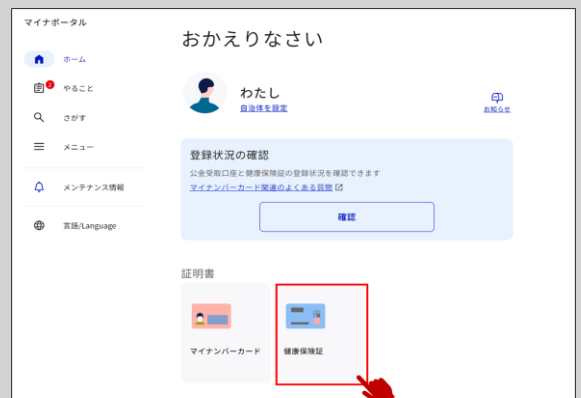 マイナポータル
おかえりなさい
ホーム
2
やること
さがす
メニュー
メンテナンス情報
言語/Language
わたし
自治体を設定
お知らせ
登録状況の確認
公金受取口座と健康保険証の登録状況を確認できます
マイナンバーカード関連のよくある質問
確認
証明書
マイナンバーカード
健康保険証